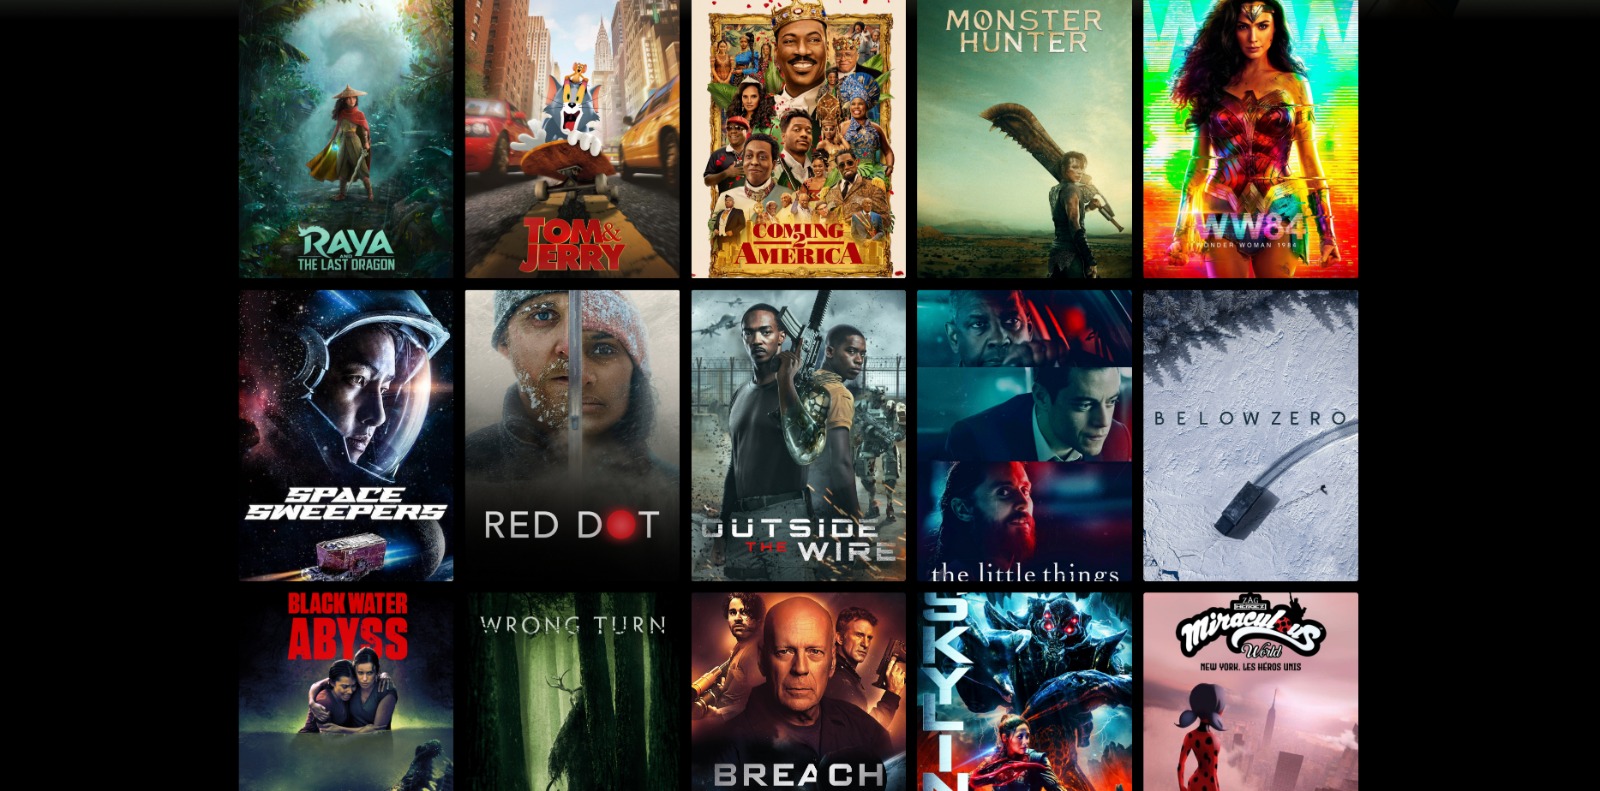 RAYA
AND
THE LAST DRAGON
TOM&
JERRY
COMING
2
AMERICA
MONSTER
HUNTER
WW84
WONDER WOMAN 1984
SPACE
SWEEPERS
RED DOT
OUTSIDE
THE WIRE
the little things
BELOW ZERO
BLACK WATER
ABYSS
WRONG TURN
BREACH
SKYLIN
ZAG
HEROEZ
Miraculous
World
NEW YORK, LES HÉROS UNIS